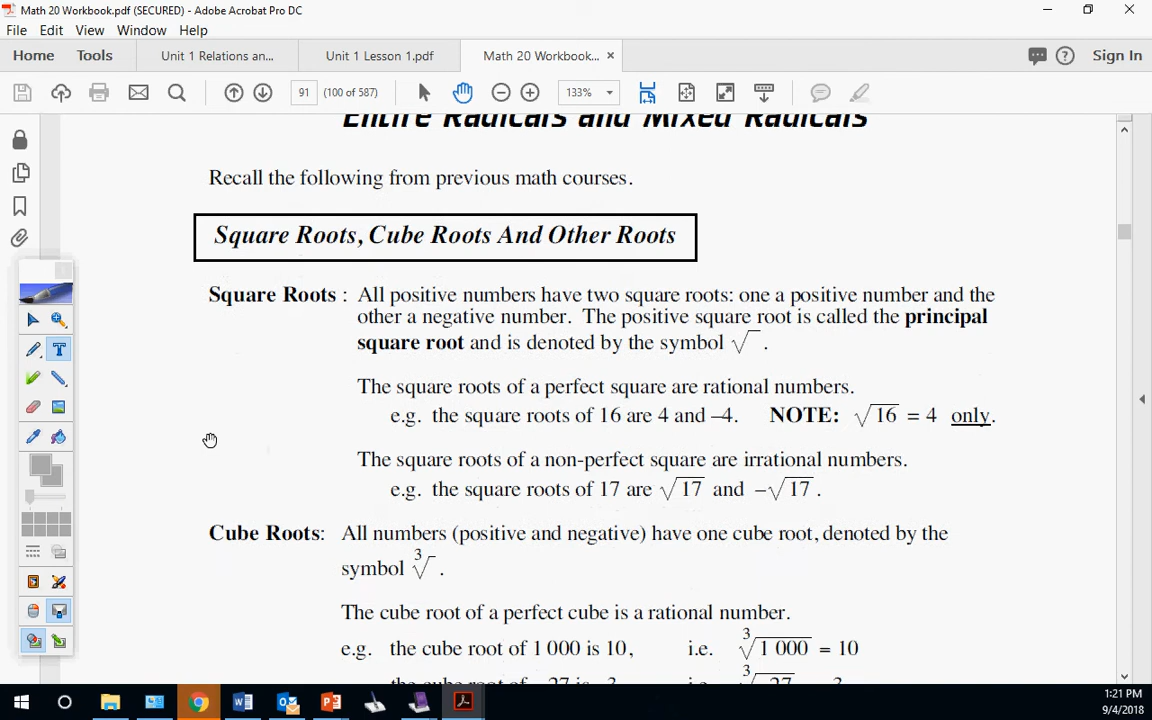 Math 20 Workbook.pdf (SECURED) - Adobe Acrobat Pro DC
File Edit View Window Help
Home Tools Unit 1 Relations an... Unit 1 Lesson 1.pdf Math 20 Workbook... × ? Sign In
91 (100 of 587) 133%
Entire Radicals and Mixed Radicals
Recall the following from previous math courses.
Square Roots, Cube Roots And Other Roots
Square Roots : All positive numbers have two square roots: one a positive number and the
other a negative number. The positive square root is called the principal
square root and is denoted by the symbol √ .
The square roots of a perfect square are rational numbers.
e.g. the square roots of 16 are 4 and –4. NOTE: √16 = 4 only.
The square roots of a non-perfect square are irrational numbers.
e.g. the square roots of 17 are √17 and –√17 .
Cube Roots: All numbers (positive and negative) have one cube root, denoted by the
symbol ³√ .
The cube root of a perfect cube is a rational number.
e.g. the cube root of 1 000 is 10, i.e. ³√1 000 = 10
1:21 PM
9/4/2018